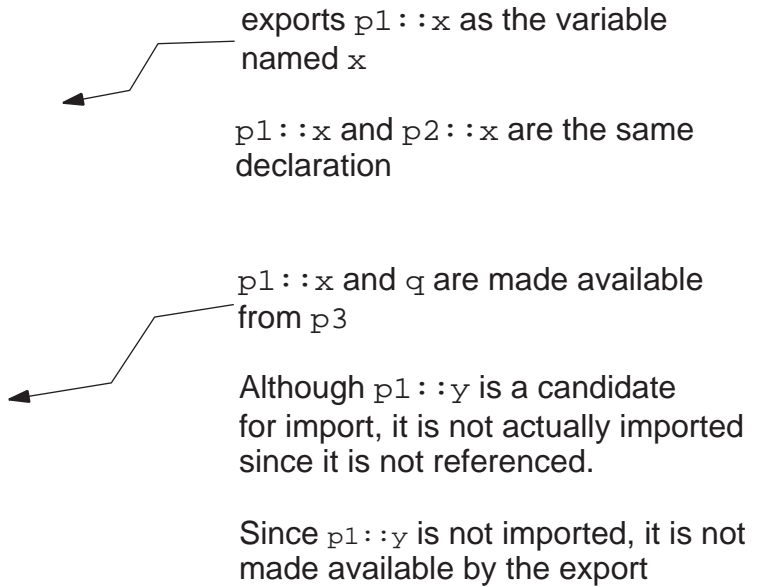 exports p1::x as the variable
named x
p1::x and p2::x are the same
declaration
p1::x and q are made available
from p3
Although p1::y is a candidate
for import, it is not actually imported
since it is not referenced.
Since p1::y is not imported, it is not
made available by the export